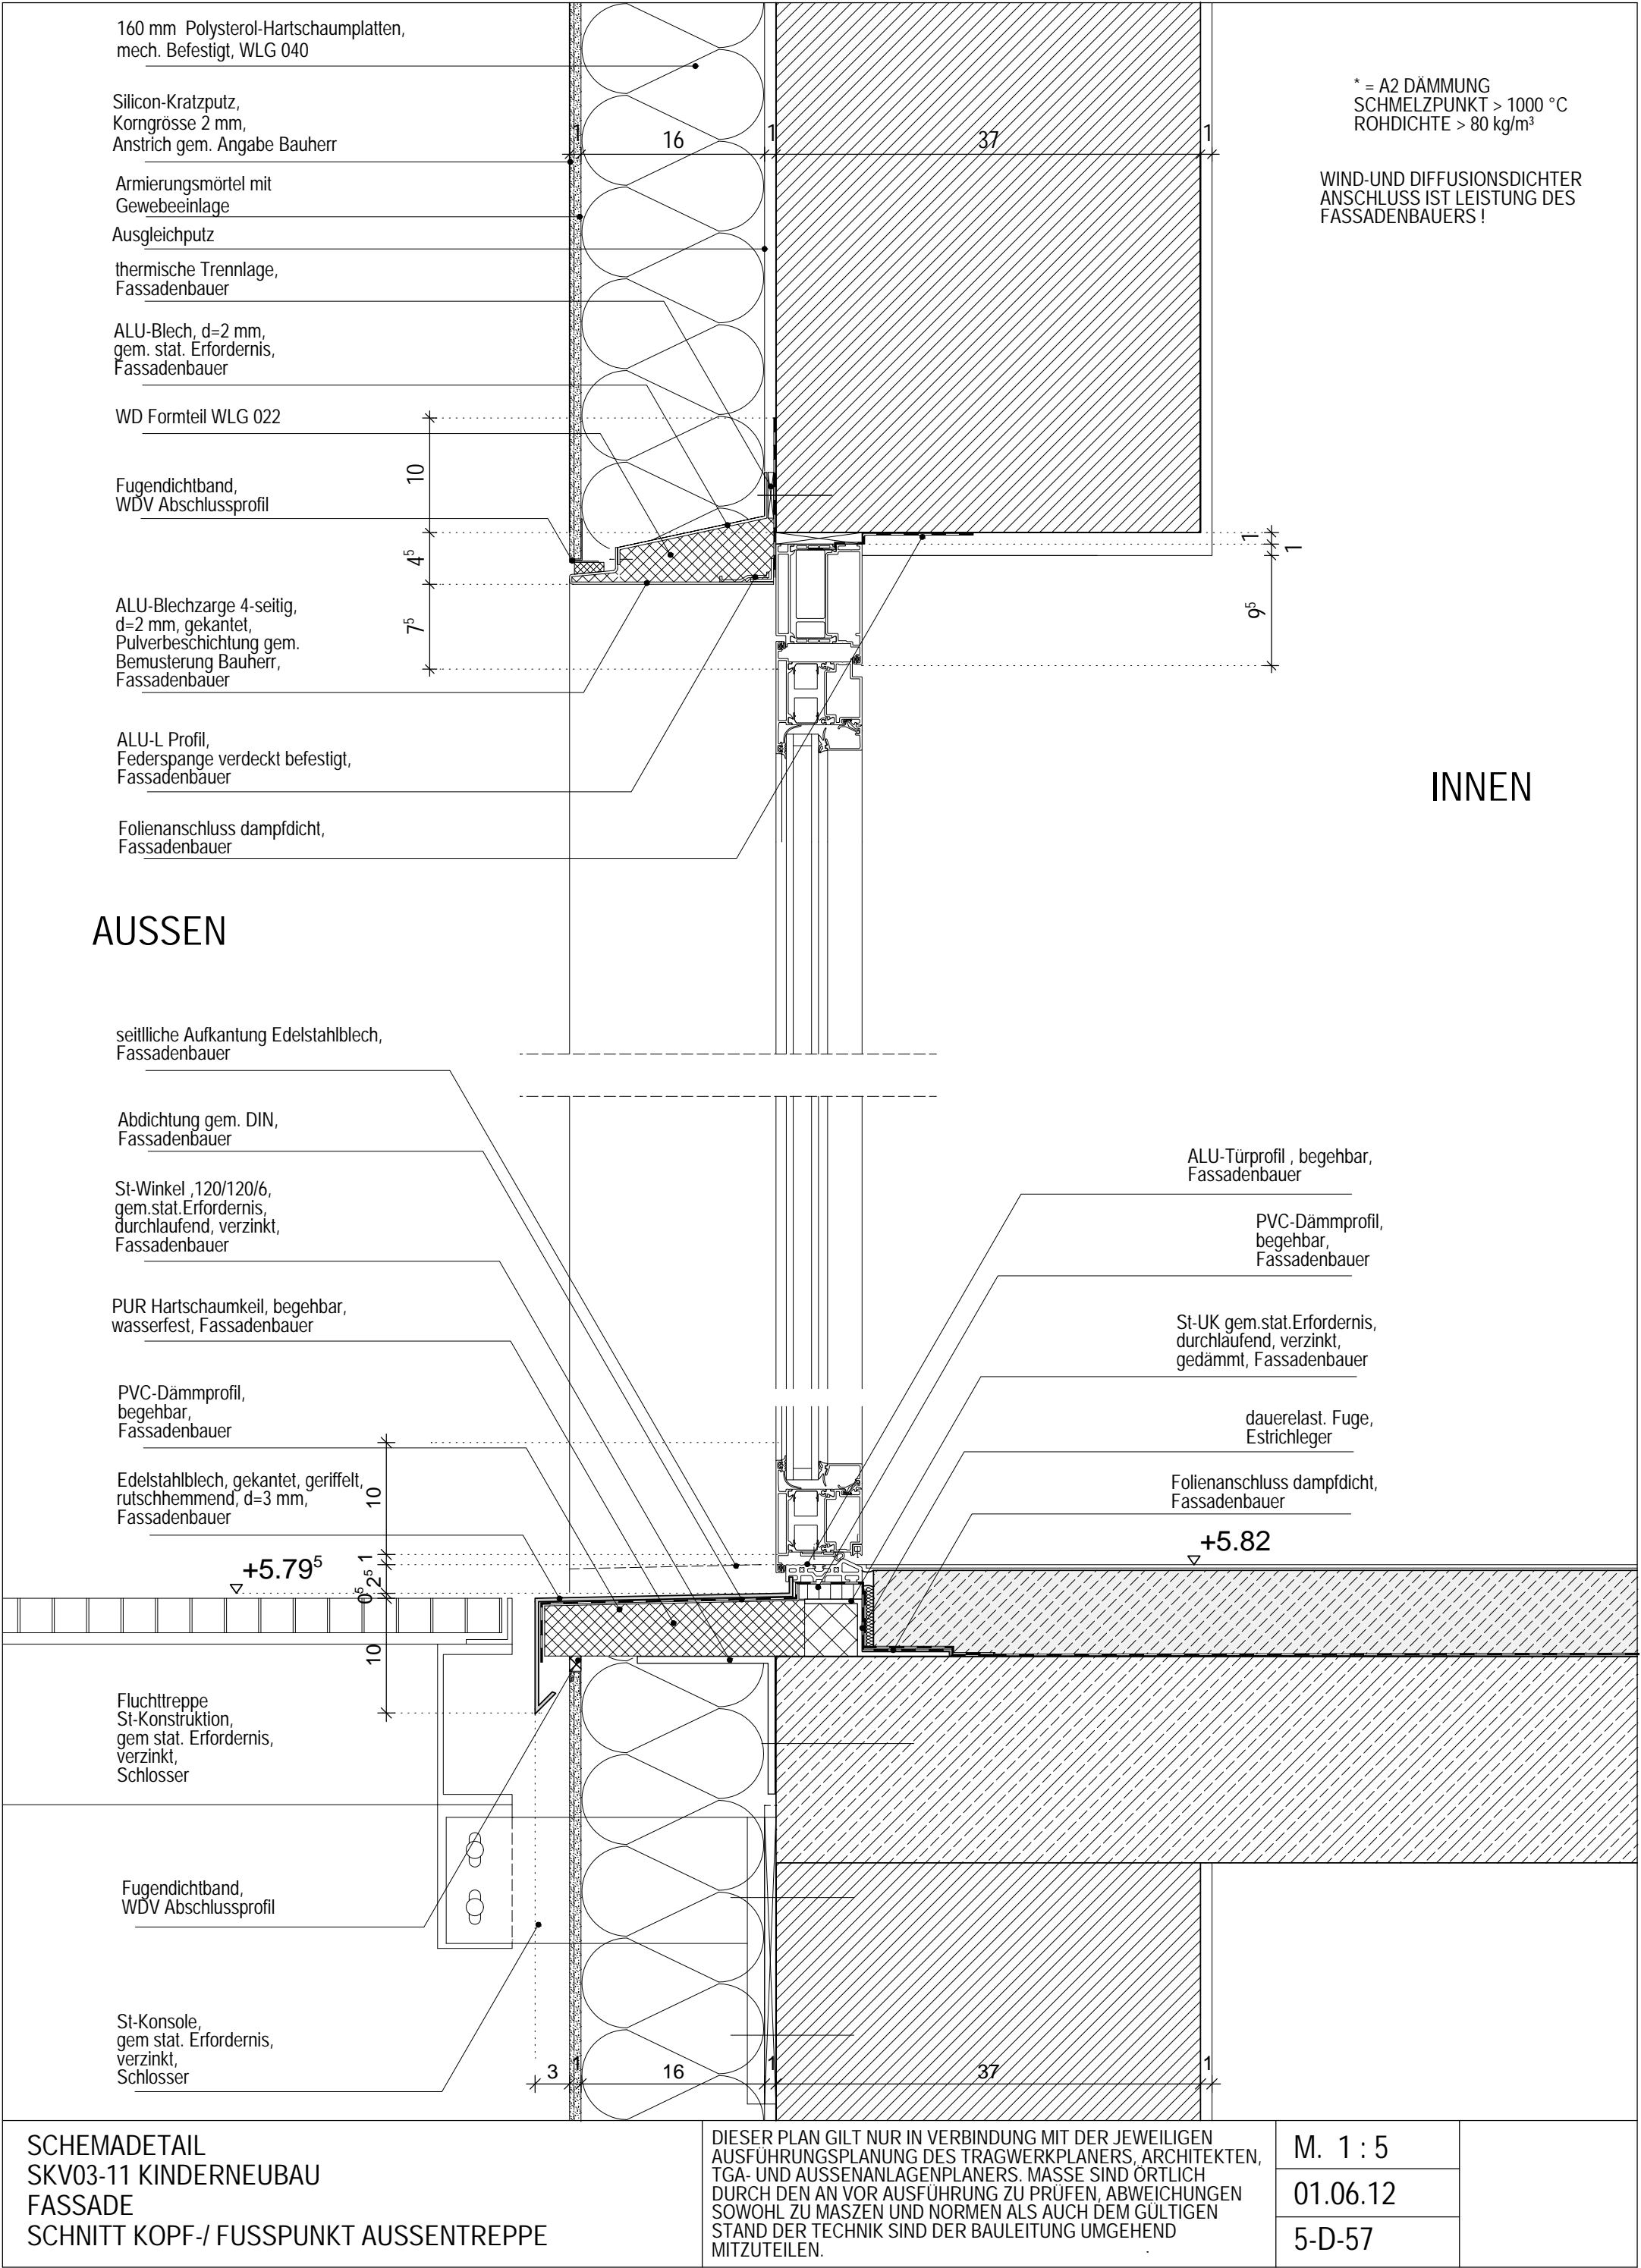 160 mm Polysterol-Hartschaumplatten,
mech. Befestigt, WLG 040
Silicon-Kratzputz,
Korngrösse 2 mm,
Anstrich gem. Angabe Bauherr
Armierungsmörtel mit
Gewebeeinlage
Ausgleichputz
thermische Trennlage,
Fassadenbauer
ALU-Blech, d=2 mm,
gem. stat. Erfordernis,
Fassadenbauer
WD Formteil WLG 022
Fugendichtband,
WDV Abschlussprofil
ALU-Blechzarge 4-seitig,
d=2 mm, gekantet,
Pulverbeschichtung gem.
Bemusterung Bauherr,
Fassadenbauer
ALU-L Profil,
Federspange verdeckt befestigt,
Fassadenbauer
Folienanschluss dampfdicht,
Fassadenbauer
1 16 1 37 1
10
4⁵
7⁵
1
1
9⁵
* = A2 DÄMMUNG
SCHMELZPUNKT > 1000 °C
ROHDICHTE > 80 kg/m³
WIND-UND DIFFUSIONSDICHTER
ANSCHLUSS IST LEISTUNG DES
FASSADENBAUERS !
INNEN
AUSSEN
seitlliche Aufkantung Edelstahlblech,
Fassadenbauer
Abdichtung gem. DIN,
Fassadenbauer
St-Winkel ,120/120/6,
gem.stat.Erfordernis,
durchlaufend, verzinkt,
Fassadenbauer
PUR Hartschaumkeil, begehbar,
wasserfest, Fassadenbauer
PVC-Dämmprofil,
begehbar,
Fassadenbauer
Edelstahlblech, gekantet, geriffelt,
rutschhemmend, d=3 mm,
Fassadenbauer
10
1
2⁵
0⁵
10
+5.79⁵
ALU-Türprofil , begehbar,
Fassadenbauer
PVC-Dämmprofil,
begehbar,
Fassadenbauer
St-UK gem.stat.Erfordernis,
durchlaufend, verzinkt,
gedämmt, Fassadenbauer
dauerelast. Fuge,
Estrichleger
Folienanschluss dampfdicht,
Fassadenbauer
+5.82
Fluchttreppe
St-Konstruktion,
gem stat. Erfordernis,
verzinkt,
Schlosser
Fugendichtband,
WDV Abschlussprofil
St-Konsole,
gem stat. Erfordernis,
verzinkt,
Schlosser
3 1 16 1 37 1
SCHEMADETAIL
SKV03-11 KINDERNEUBAU
FASSADE
SCHNITT KOPF-/ FUSSPUNKT AUSSENTREPPE
DIESER PLAN GILT NUR IN VERBINDUNG MIT DER JEWEILIGEN
AUSFÜHRUNGSPLANUNG DES TRAGWERKPLANERS, ARCHITEKTEN,
TGA- UND AUSSENANLAGENPLANERS. MASSE SIND ÖRTLICH
DURCH DEN AN VOR AUSFÜHRUNG ZU PRÜFEN, ABWEICHUNGEN
SOWOHL ZU MASZEN UND NORMEN ALS AUCH DEM GÜLTIGEN
STAND DER TECHNIK SIND DER BAULEITUNG UMGEHEND
MITZUTEILEN.
M. 1 : 5
01.06.12
5-D-57